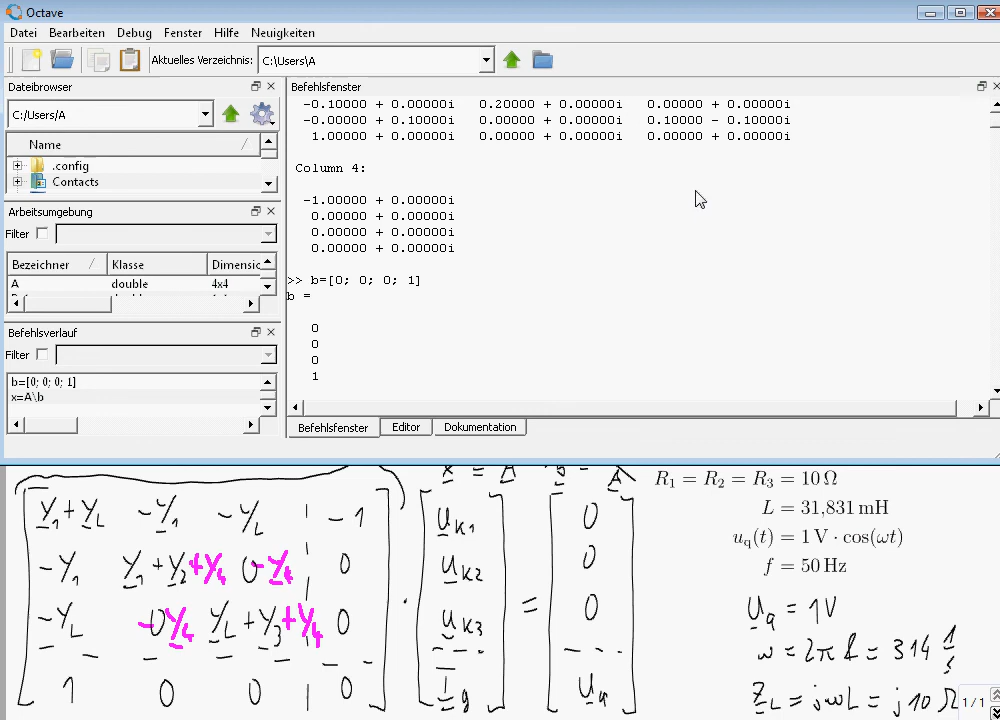 Octave
Datei Bearbeiten Debug Fenster Hilfe Neuigkeiten
Aktuelles Verzeichnis: C:\Users\A
Dateibrowser
C:/Users/A
Name
.config
Contacts
Arbeitsumgebung
Filter
Bezeichner Klasse Dimensic
A double 4x4
Befehlsverlauf
Filter
b=[0; 0; 0; 1]
x=A\b
Befehlsfenster
-0.10000 + 0.00000i 0.20000 + 0.00000i 0.00000 + 0.00000i
-0.00000 + 0.10000i 0.00000 + 0.00000i 0.10000 - 0.10000i
1.00000 + 0.00000i 0.00000 + 0.00000i 0.00000 + 0.00000i
Column 4:
-1.00000 + 0.00000i
0.00000 + 0.00000i
0.00000 + 0.00000i
0.00000 + 0.00000i
>> b=[0; 0; 0; 1]
b =
0
0
0
1
Befehlsfenster Editor Dokumentation
Y1+YL -Y1 -YL -1 UK1 0
-Y1 Y1+Y2+Y4 0-Y4 0 UK2 0
-YL -0Y4 YL+Y3+Y4 0 · UK3 = 0
1 0 0 0 Ig Uq
R1 = R2 = R3 = 10 Ω
L = 31,831 mH
uq(t) = 1 V · cos(ωt)
f = 50 Hz
Uq = 1V
ω = 2πf = 314 1/s
ZL = jωL = j10 Ω
1/1